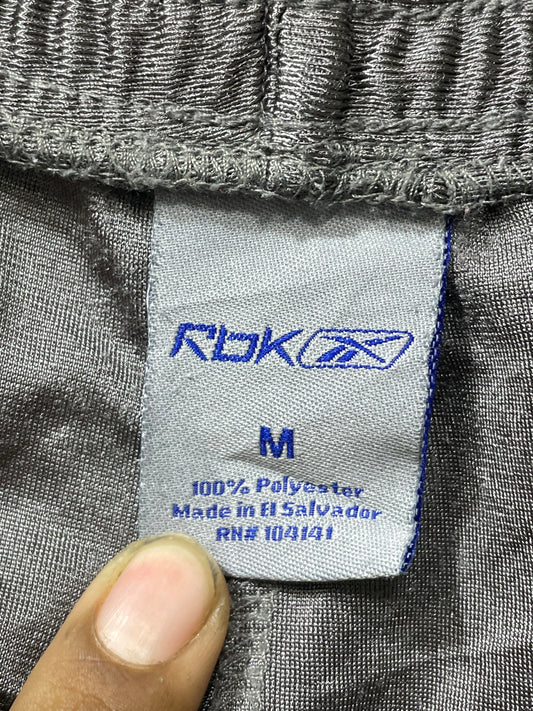 RbK
M
100% Polyester
Made in El Salvador
RN# 104141